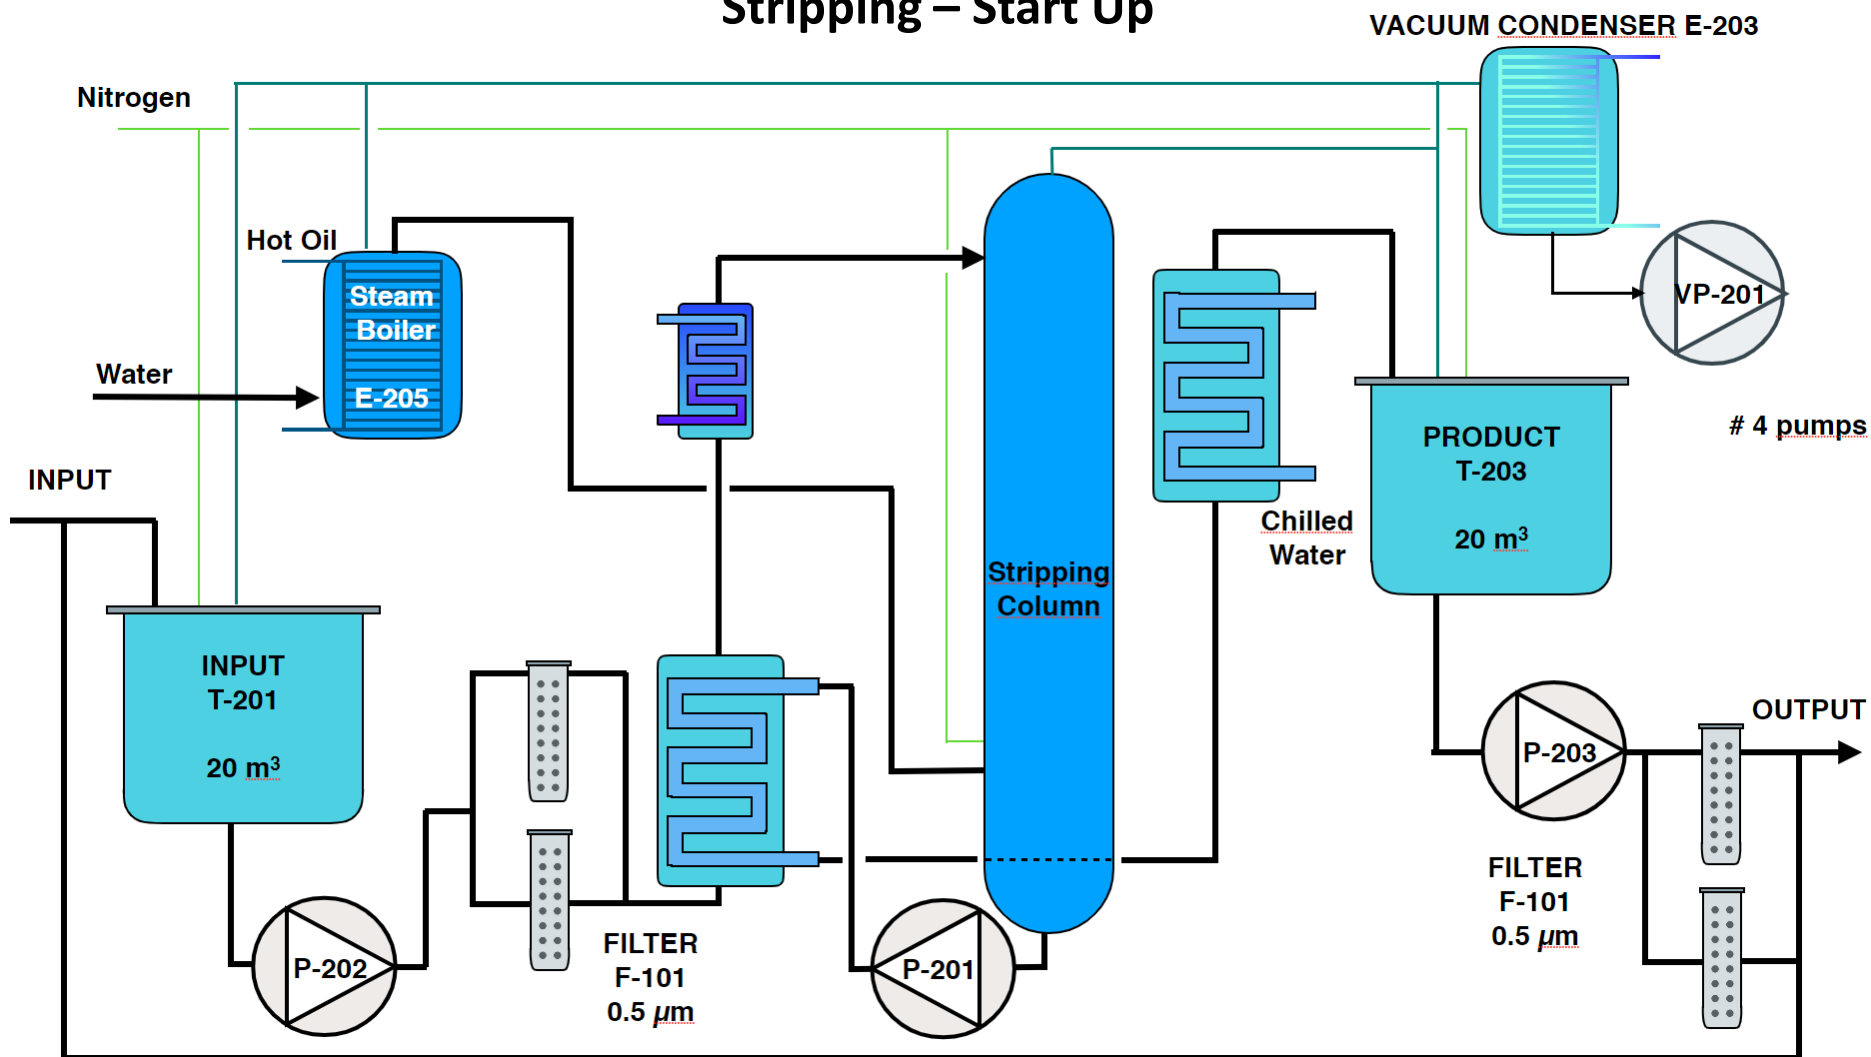 Stripping – Start Up
VACUUM CONDENSER E-203
Nitrogen
Hot Oil
Steam
Boiler
E-205
VP-201
Water
# 4 pumps
INPUT
PRODUCT
T-203
20 m³
Chilled
Water
Stripping
Column
INPUT
T-201
20 m³
OUTPUT
P-203
FILTER
F-101
0.5 µm
FILTER
F-101
0.5 µm
P-202
P-201